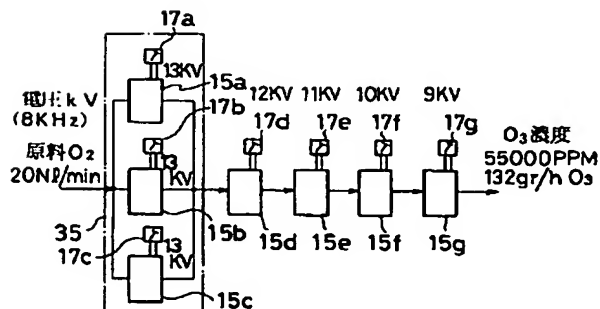 17a
13KV
15a
電圧kV
(8KHz)
17b
12KV 11KV 10KV 9KV
17d 17e 17f 17g
原料O2
20Nl/min
13
KV
O3濃度
55000PPM
132gr/h O3
35
17c
13
KV
15b 15d 15e 15f 15g
15c